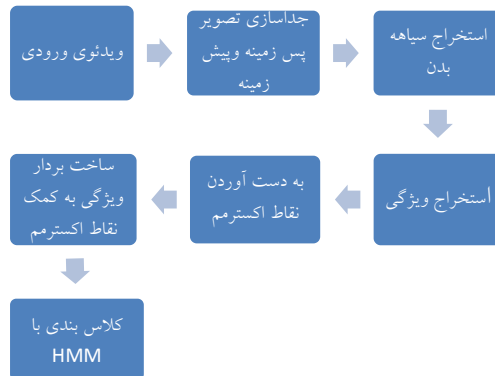 ویدئوی ورودی
جداسازی تصویر
پس زمینه وپیش
زمینه
استخراج سیاهه
بدن
أستخراج ویژگی
به دست آوردن
نقاط اکسترمم
ساخت بردار
ویژگی به کمک
نقاط اکسترمم
کلاس بندی با
HMM